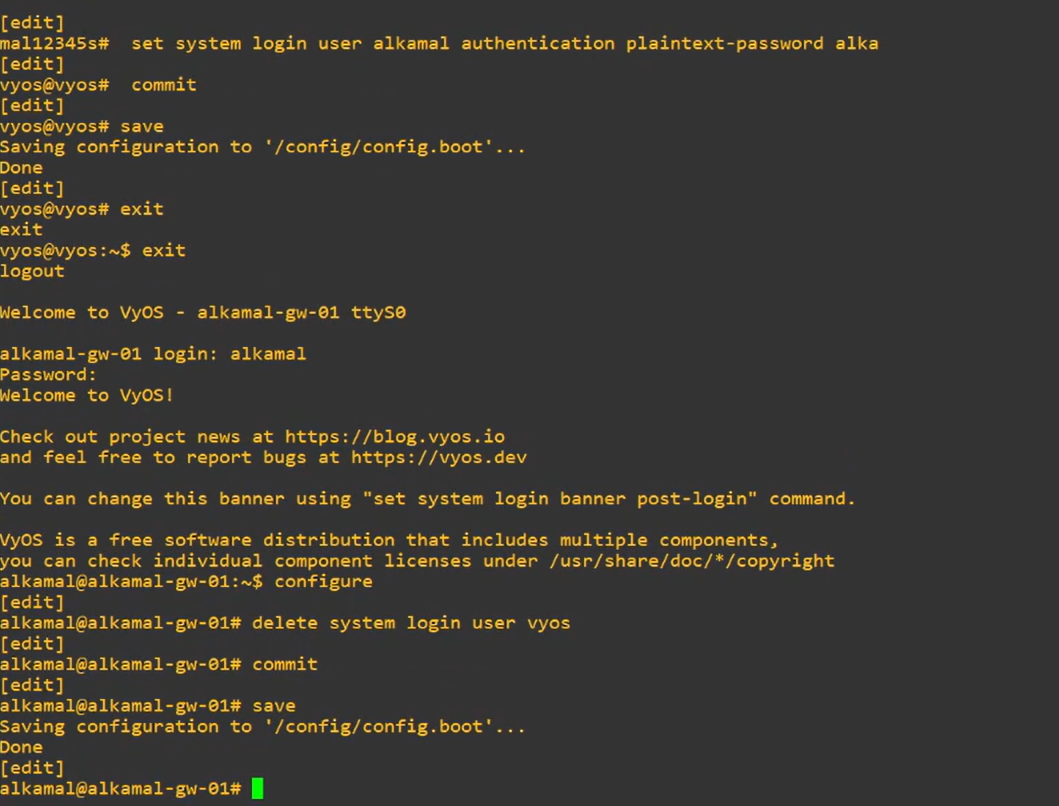 [edit]
mal12345s#  set system login user alkamal authentication plaintext-password alka
[edit]
vyos@vyos#  commit
[edit]
vyos@vyos# save
Saving configuration to '/config/config.boot'...
Done
[edit]
vyos@vyos# exit
exit
vyos@vyos:~$ exit
logout

Welcome to VyOS - alkamal-gw-01 ttyS0

alkamal-gw-01 login: alkamal
Password:
Welcome to VyOS!

Check out project news at https://blog.vyos.io
and feel free to report bugs at https://vyos.dev

You can change this banner using "set system login banner post-login" command.

VyOS is a free software distribution that includes multiple components,
you can check individual component licenses under /usr/share/doc/*/copyright
alkamal@alkamal-gw-01:~$ configure
[edit]
alkamal@alkamal-gw-01# delete system login user vyos
[edit]
alkamal@alkamal-gw-01# commit
[edit]
alkamal@alkamal-gw-01# save
Saving configuration to '/config/config.boot'...
Done
[edit]
alkamal@alkamal-gw-01#